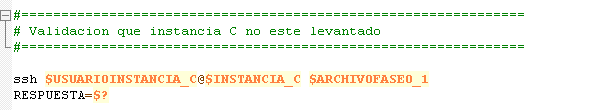 #============================================================
# Validacion que instancia C no este levantado
#============================================================
ssh $USUARIOINSTANCIA_C@$INSTANCIA_C $ARCHIVOFASE0_1
RESPUESTA=$?